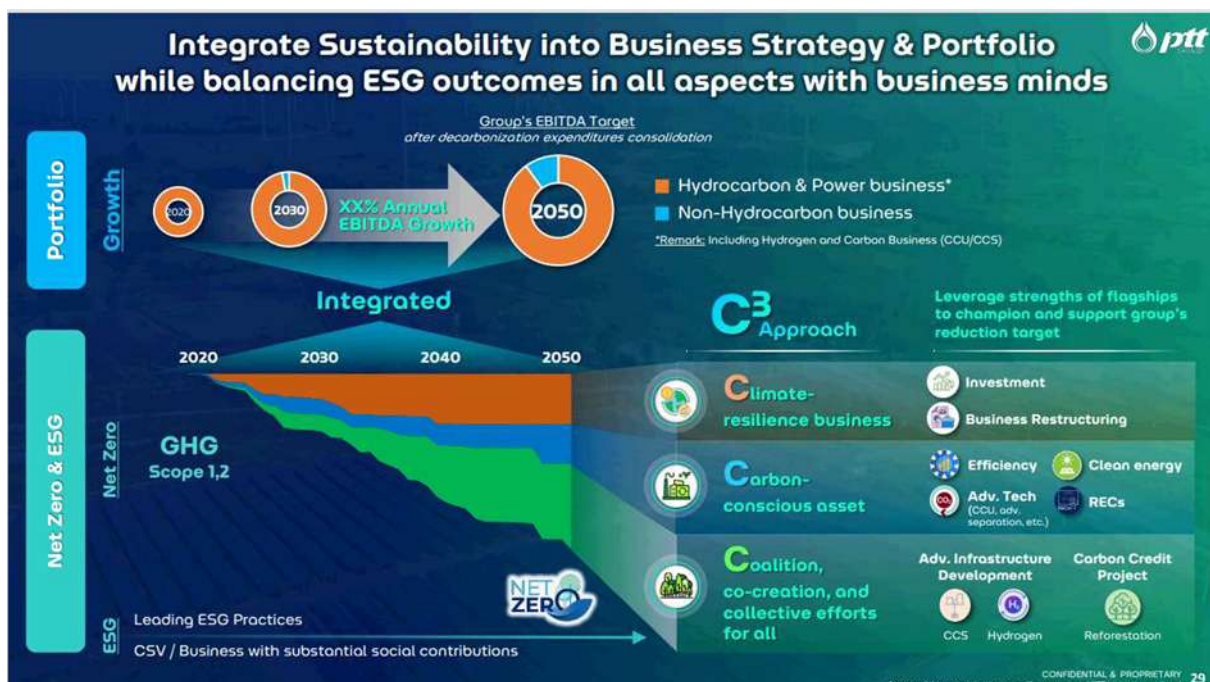 Integrate Sustainability into Business Strategy & Portfolio
while balancing ESG outcomes in all aspects with business minds
ptt
Group's EBITDA Target
after decarbonization expenditures consolidation
Portfolio
Growth
2020
2030
XX% Annual
EBITDA Growth
2050
Hydrocarbon & Power business*
Non-Hydrocarbon business
*Remark: Including Hydrogen and Carbon Business (CCU/CCS)
Integrated
C³
Approach
Leverage strengths of flagships
to champion and support group's
reduction target
2020 2030 2040 2050
Net Zero & ESG
Net Zero
GHG
Scope 1,2
Climate-
resilience business
Investment
Business Restructuring
Carbon-
conscious asset
Efficiency
Clean energy
Adv. Tech
(CCU, adv.
separation, etc.)
RECs
Coalition,
co-creation, and
collective efforts
for all
Adv. Infrastructure
Development
CCS
Hydrogen
Carbon Credit
Project
Reforestation
NET
ZERO
ESG
Leading ESG Practices
CSV / Business with substantial social contributions
CONFIDENTIAL & PROPRIETARY 29